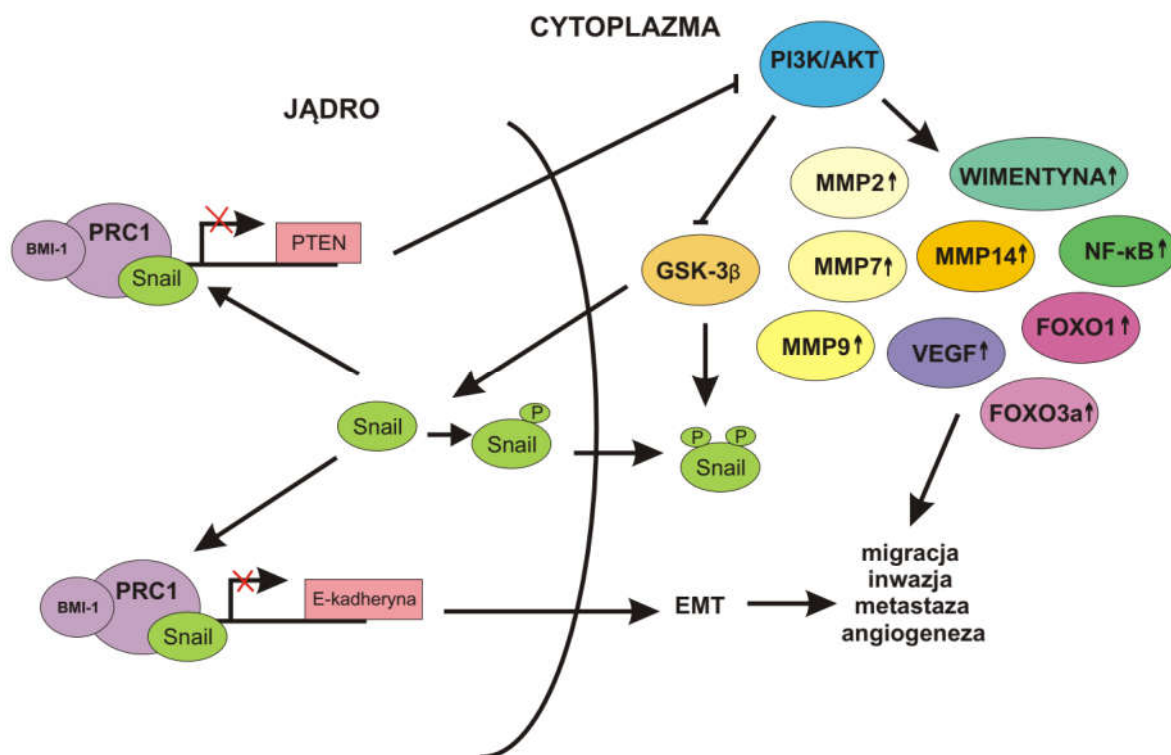 CYTOPLAZMA
PI3K/AKT
JĄDRO
MMP2↑
WIMENTYNA↑
BMI-1
PRC1
Snail
PTEN
GSK-3β
MMP7↑
MMP14↑
NF-κB↑
MMP9↑
VEGF↑
FOXO1↑
FOXO3a↑
Snail
P
Snail
P
P
Snail
BMI-1
PRC1
Snail
E-kadheryna
EMT
migracja
inwazja
metastaza
angiogeneza